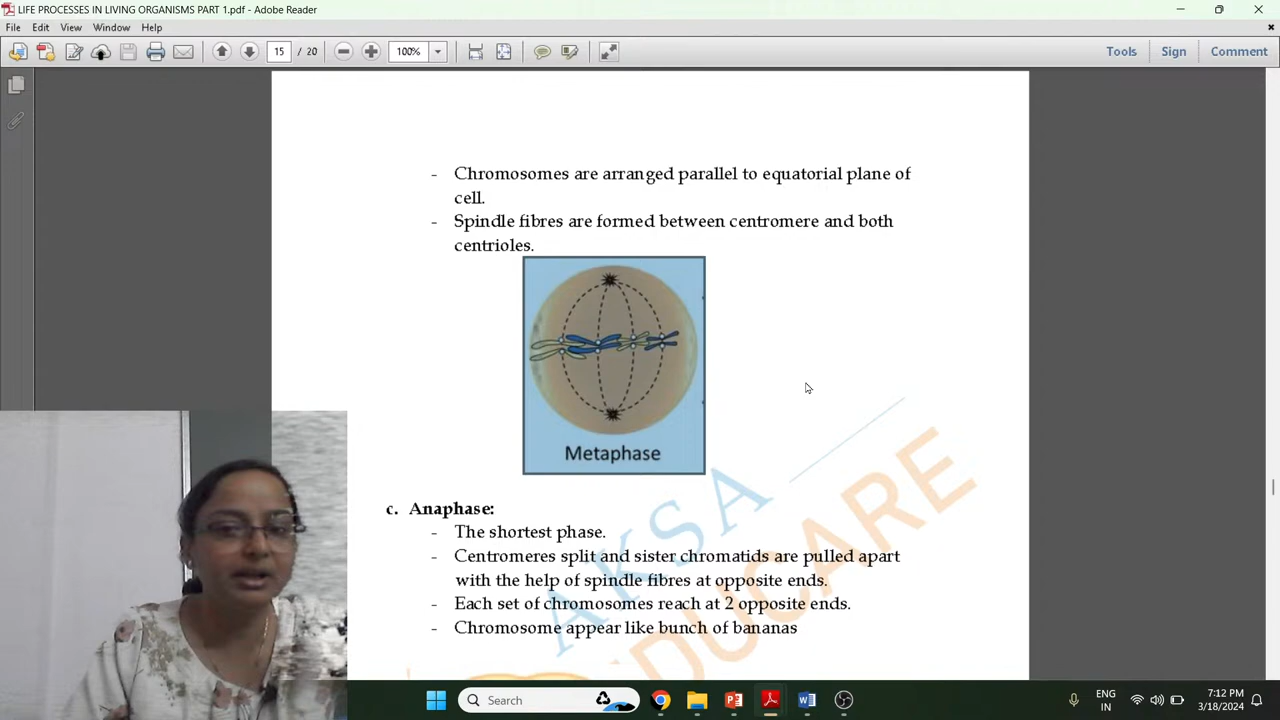 LIFE PROCESSES IN LIVING ORGANISMS PART 1.pdf - Adobe Reader
File Edit View Window Help
15 / 20 100% Tools Sign Comment
- Chromosomes are arranged parallel to equatorial plane of
cell.
- Spindle fibres are formed between centromere and both
centrioles.
Metaphase
c. Anaphase:
- The shortest phase.
- Centromeres split and sister chromatids are pulled apart
with the help of spindle fibres at opposite ends.
- Each set of chromosomes reach at 2 opposite ends.
- Chromosome appear like bunch of bananas
AKSA
EDUCARE
Search
ENG
IN
7:12 PM
3/18/2024